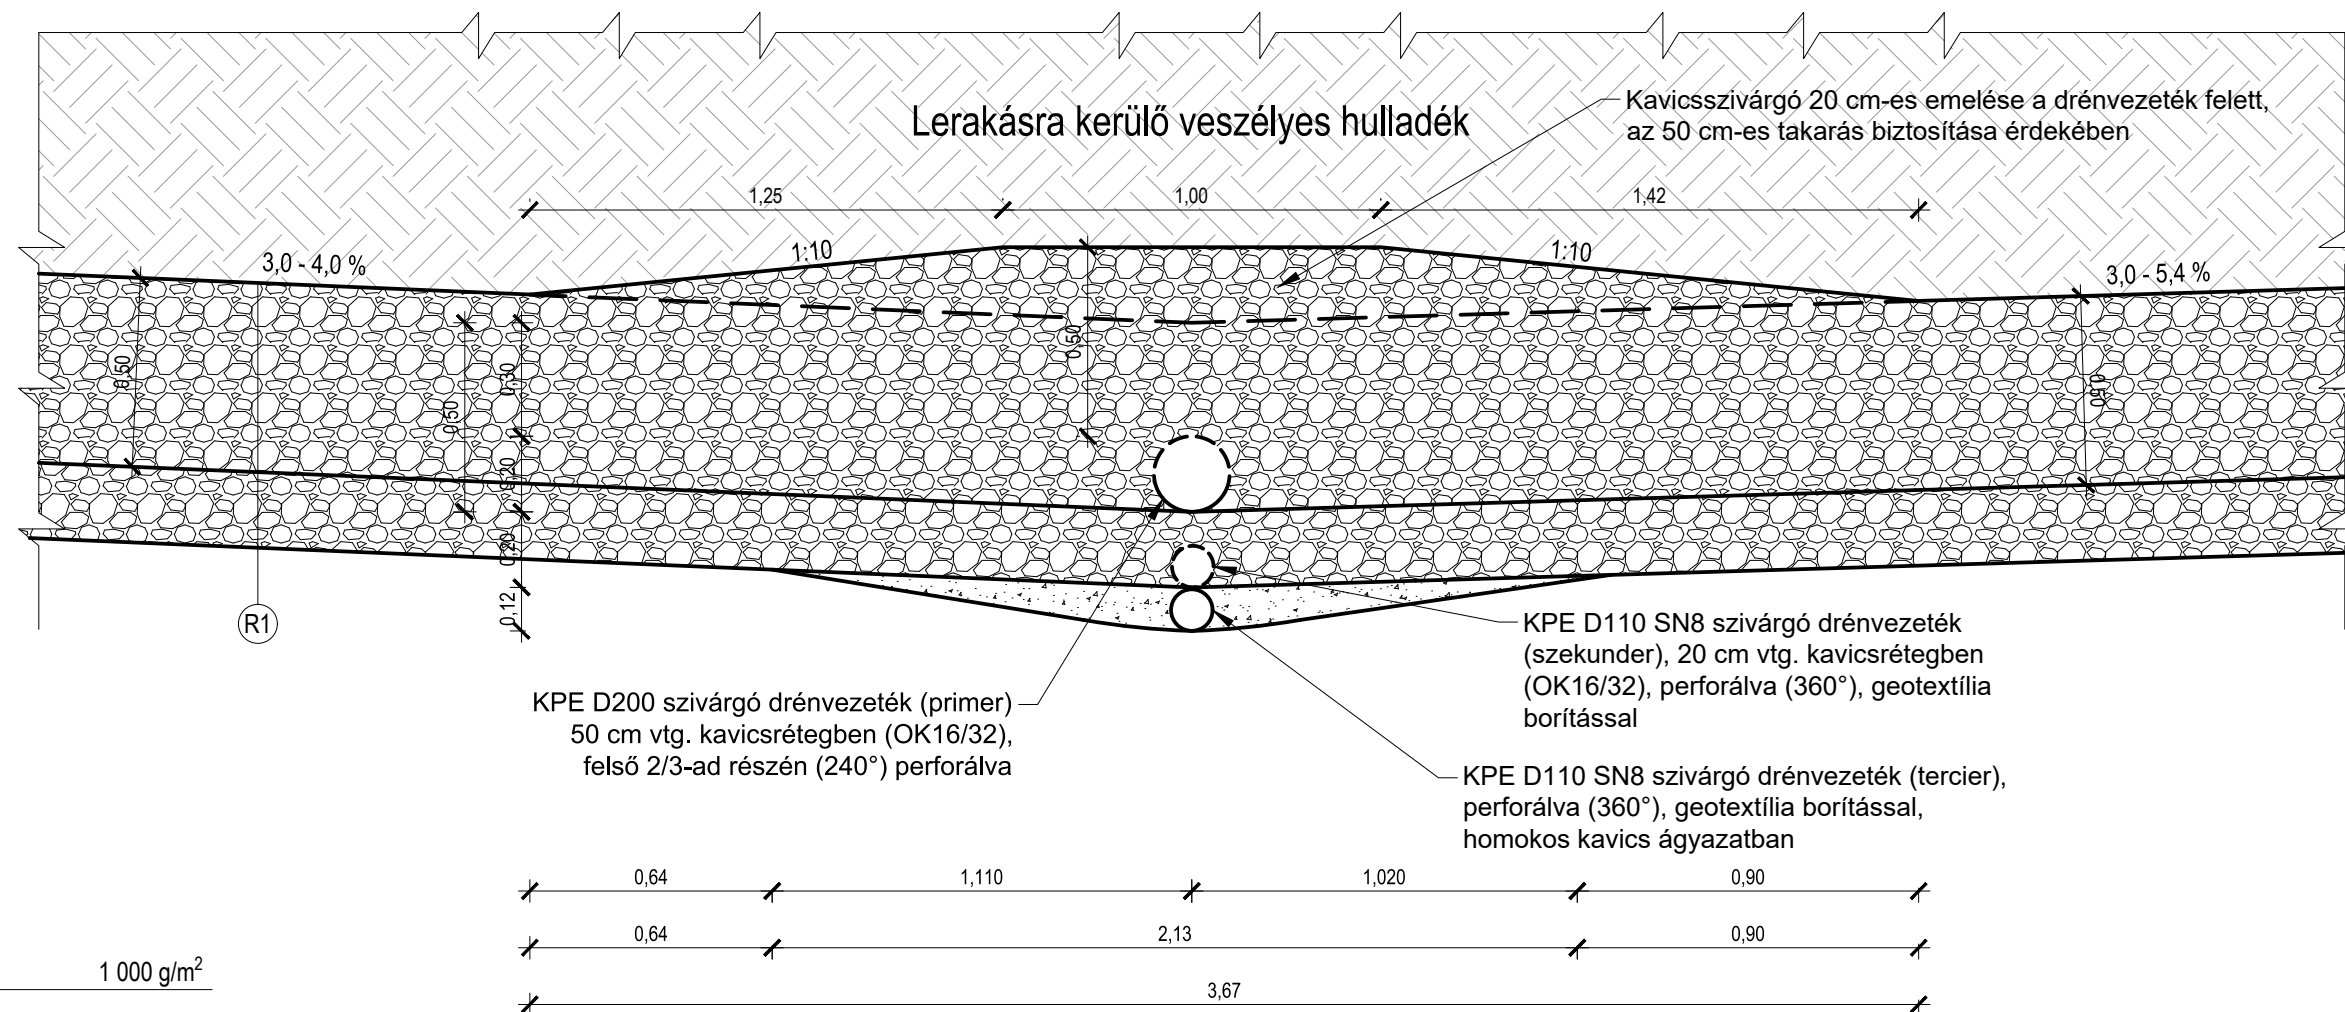 Lerakásra kerülő veszélyes hulladék
Kavicsszivárgó 20 cm-es emelése a drénvezeték felett,
az 50 cm-es takarás biztosítása érdekében
1,25
1,00
1,42
3,0 - 4,0 %
1:10
1:10
3,0 - 5,4 %
0,50
0,50
0,30
0,20
0,20
0,12
0,50
0,50
R1
KPE D110 SN8 szivárgó drénvezeték
(szekunder), 20 cm vtg. kavicsrétegben
(OK16/32), perforálva (360°), geotextília
borítással
KPE D200 szivárgó drénvezeték (primer)
50 cm vtg. kavicsrétegben (OK16/32),
felső 2/3-ad részén (240°) perforálva
KPE D110 SN8 szivárgó drénvezeték (tercier),
perforálva (360°), geotextília borítással,
homokos kavics ágyazatban
0,64
1,110
1,020
0,90
0,64
2,13
0,90
1 000 g/m²
3,67